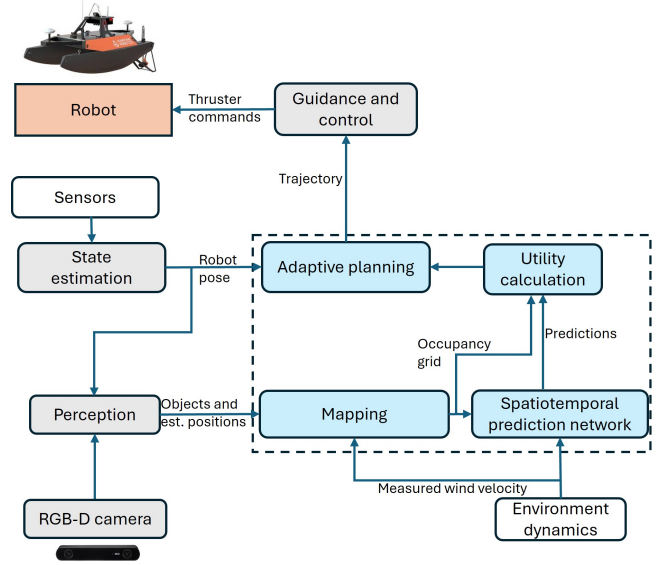 Robot
Thruster
commands
Guidance and
control
Trajectory
Sensors
State
estimation
Robot
pose
Adaptive planning
Utility
calculation
Occupancy
grid
Predictions
Perception
Objects and
est. positions
Mapping
Spatiotemporal
prediction network
Measured wind velocity
RGB-D camera
Environment
dynamics